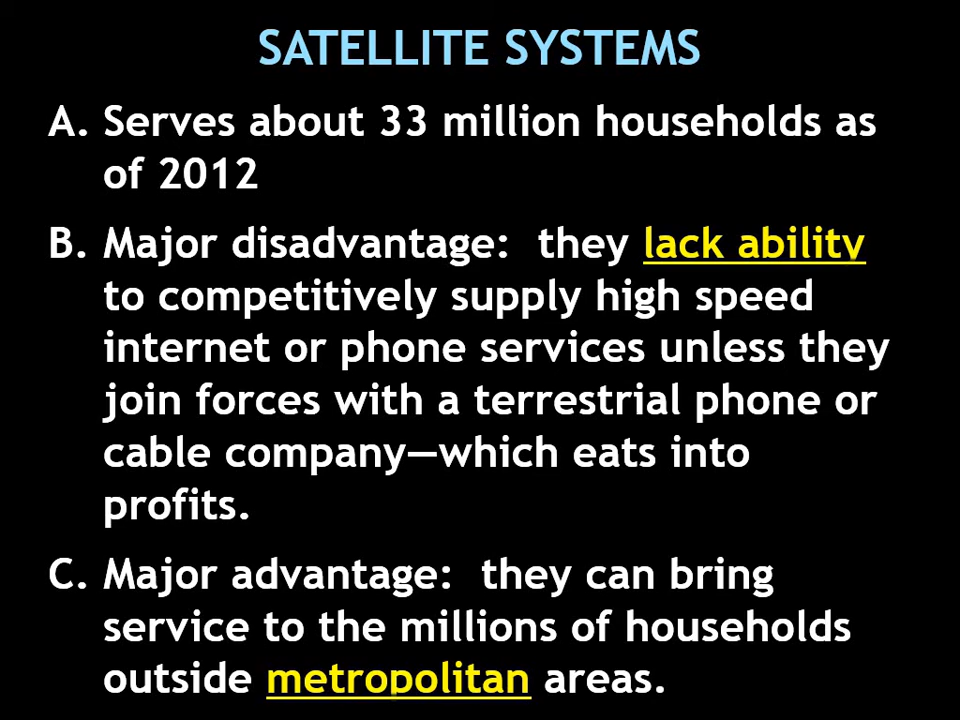 SATELLITE SYSTEMS
A. Serves about 33 million households as
of 2012
B. Major disadvantage: they lack ability
to competitively supply high speed
internet or phone services unless they
join forces with a terrestrial phone or
cable company—which eats into
profits.
C. Major advantage: they can bring
service to the millions of households
outside metropolitan areas.